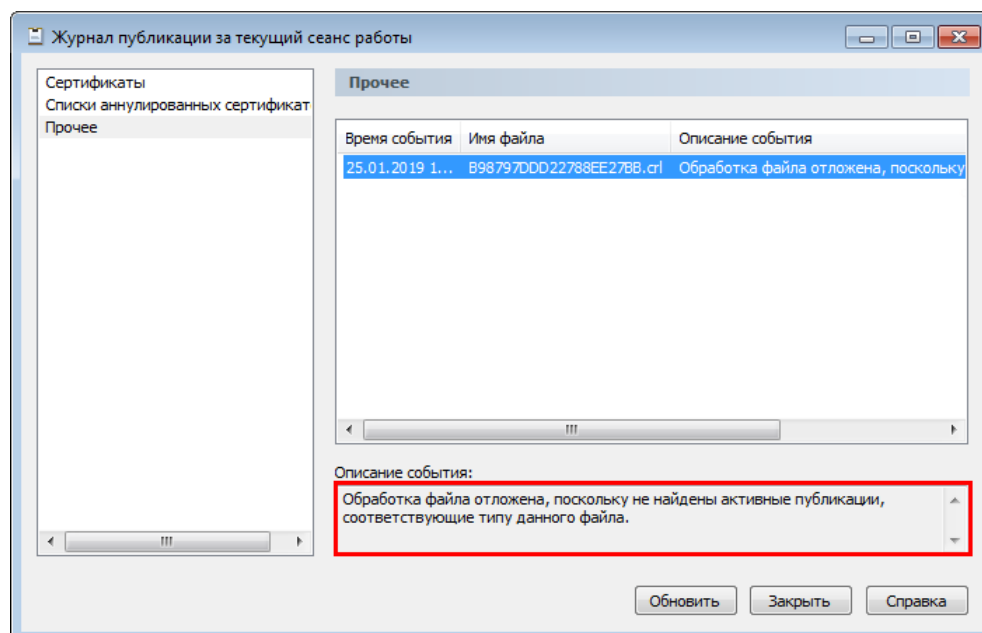 Журнал публикации за текущий сеанс работы
Сертификаты
Списки аннулированных сертификат
Прочее
Прочее
Время события Имя файла Описание события
25.01.2019 1... B98797DDD22788EE27BB.crl Обработка файла отложена, поскольку
Описание события:
Обработка файла отложена, поскольку не найдены активные публикации,
соответствующие типу данного файла.
Обновить Закрыть Справка